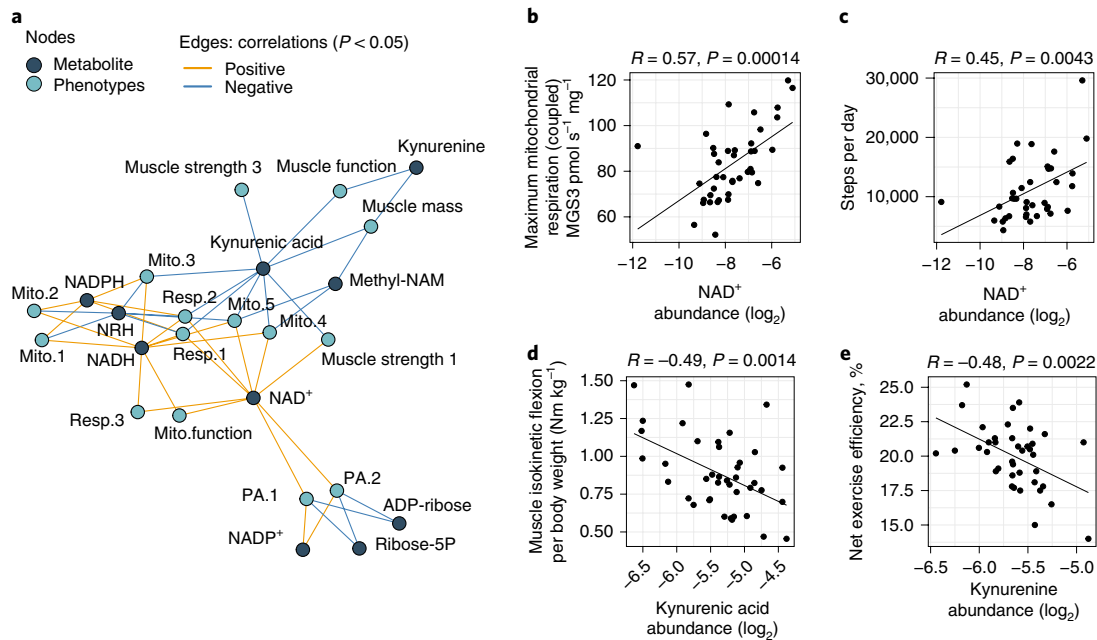 a
Nodes
Metabolite
Phenotypes
Edges: correlations (P < 0.05)
Positive
Negative
Kynurenine
Muscle strength 3
Muscle function
Muscle mass
Kynurenic acid
Mito.3
NADPH
Methyl-NAM
Mito.2
Resp.2
Mito.5
NRH
Mito.4
Mito.1
NADH
Resp.1
Muscle strength 1
NAD+
Resp.3
Mito.function
PA.2
PA.1
ADP-ribose
NADP+
Ribose-5P
b
R = 0.57, P = 0.00014
Maximum mitochondrial
respiration (coupled)
MGS3 pmol s−1 mg−1
120
100
80
60
−12
−10
−8
−6
NAD+
abundance (log2)
c
R = 0.45, P = 0.0043
Steps per day
30,000
20,000
10,000
−12
−10
−8
−6
NAD+
abundance (log2)
d
R = −0.49, P = 0.0014
Muscle isokinetic flexion
per body weight (Nm kg−1)
1.50
1.25
1.00
0.75
0.50
−6.5
−6.0
−5.5
−5.0
−4.5
Kynurenic acid
abundance (log2)
e
R = −0.48, P = 0.0022
Net exercise efficiency, %
25.0
22.5
20.0
17.5
15.0
−6.5
−6.0
−5.5
−5.0
Kynurenine
abundance (log2)